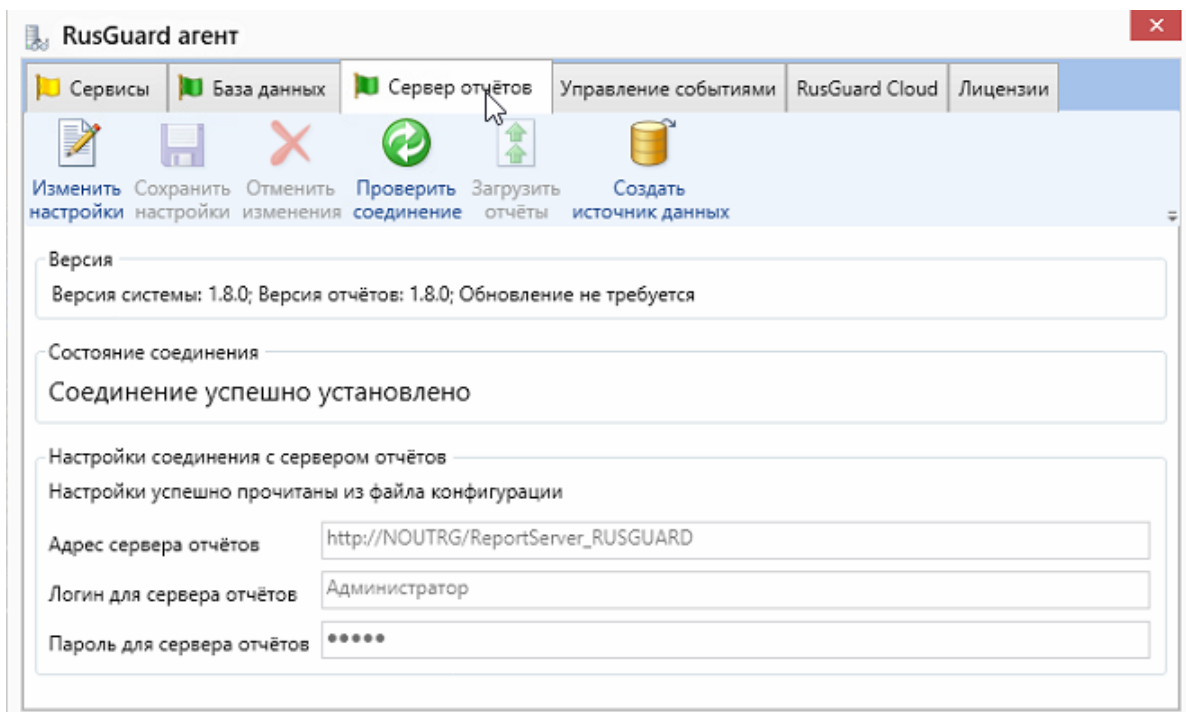 RusGuard агент
Сервисы База данных Сервер отчётов Управление событиями RusGuard Cloud Лицензии
Изменить настройки Сохранить настройки Отменить изменения Проверить соединение Загрузить отчёты Создать источник данных
Версия
Версия системы: 1.8.0; Версия отчётов: 1.8.0; Обновление не требуется
Состояние соединения
Соединение успешно установлено
Настройки соединения с сервером отчётов
Настройки успешно прочитаны из файла конфигурации
Адрес сервера отчётов http://NOUTRG/ReportServer_RUSGUARD
Логин для сервера отчётов Администратор
Пароль для сервера отчётов •••••